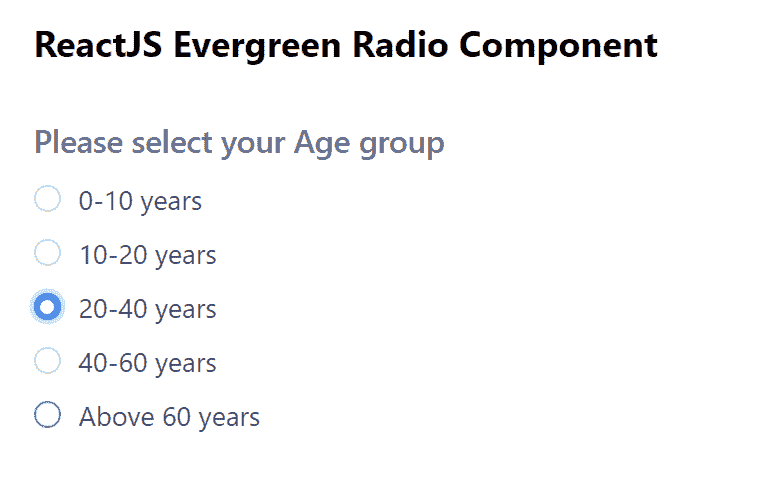 ReactJS Evergreen Radio Component
Please select your Age group
0-10 years
10-20 years
20-40 years
40-60 years
Above 60 years